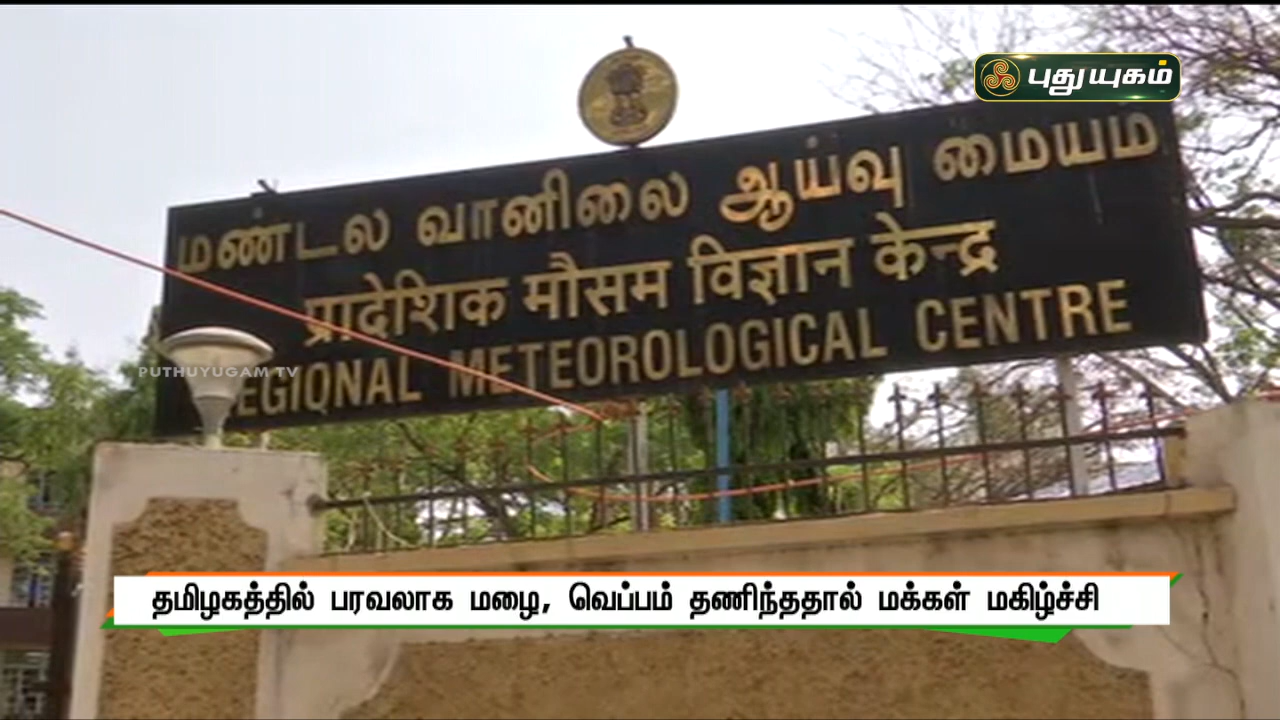 புதுயுகம்
மண்டல வானிலை ஆய்வு மையம்
प्रादेशिक मौसम विज्ञान केन्द्र
REGIONAL METEOROLOGICAL CENTRE
PUTHUYUGAM TV
தமிழகத்தில் பரவலாக மழை, வெப்பம் தணிந்ததால் மக்கள் மகிழ்ச்சி